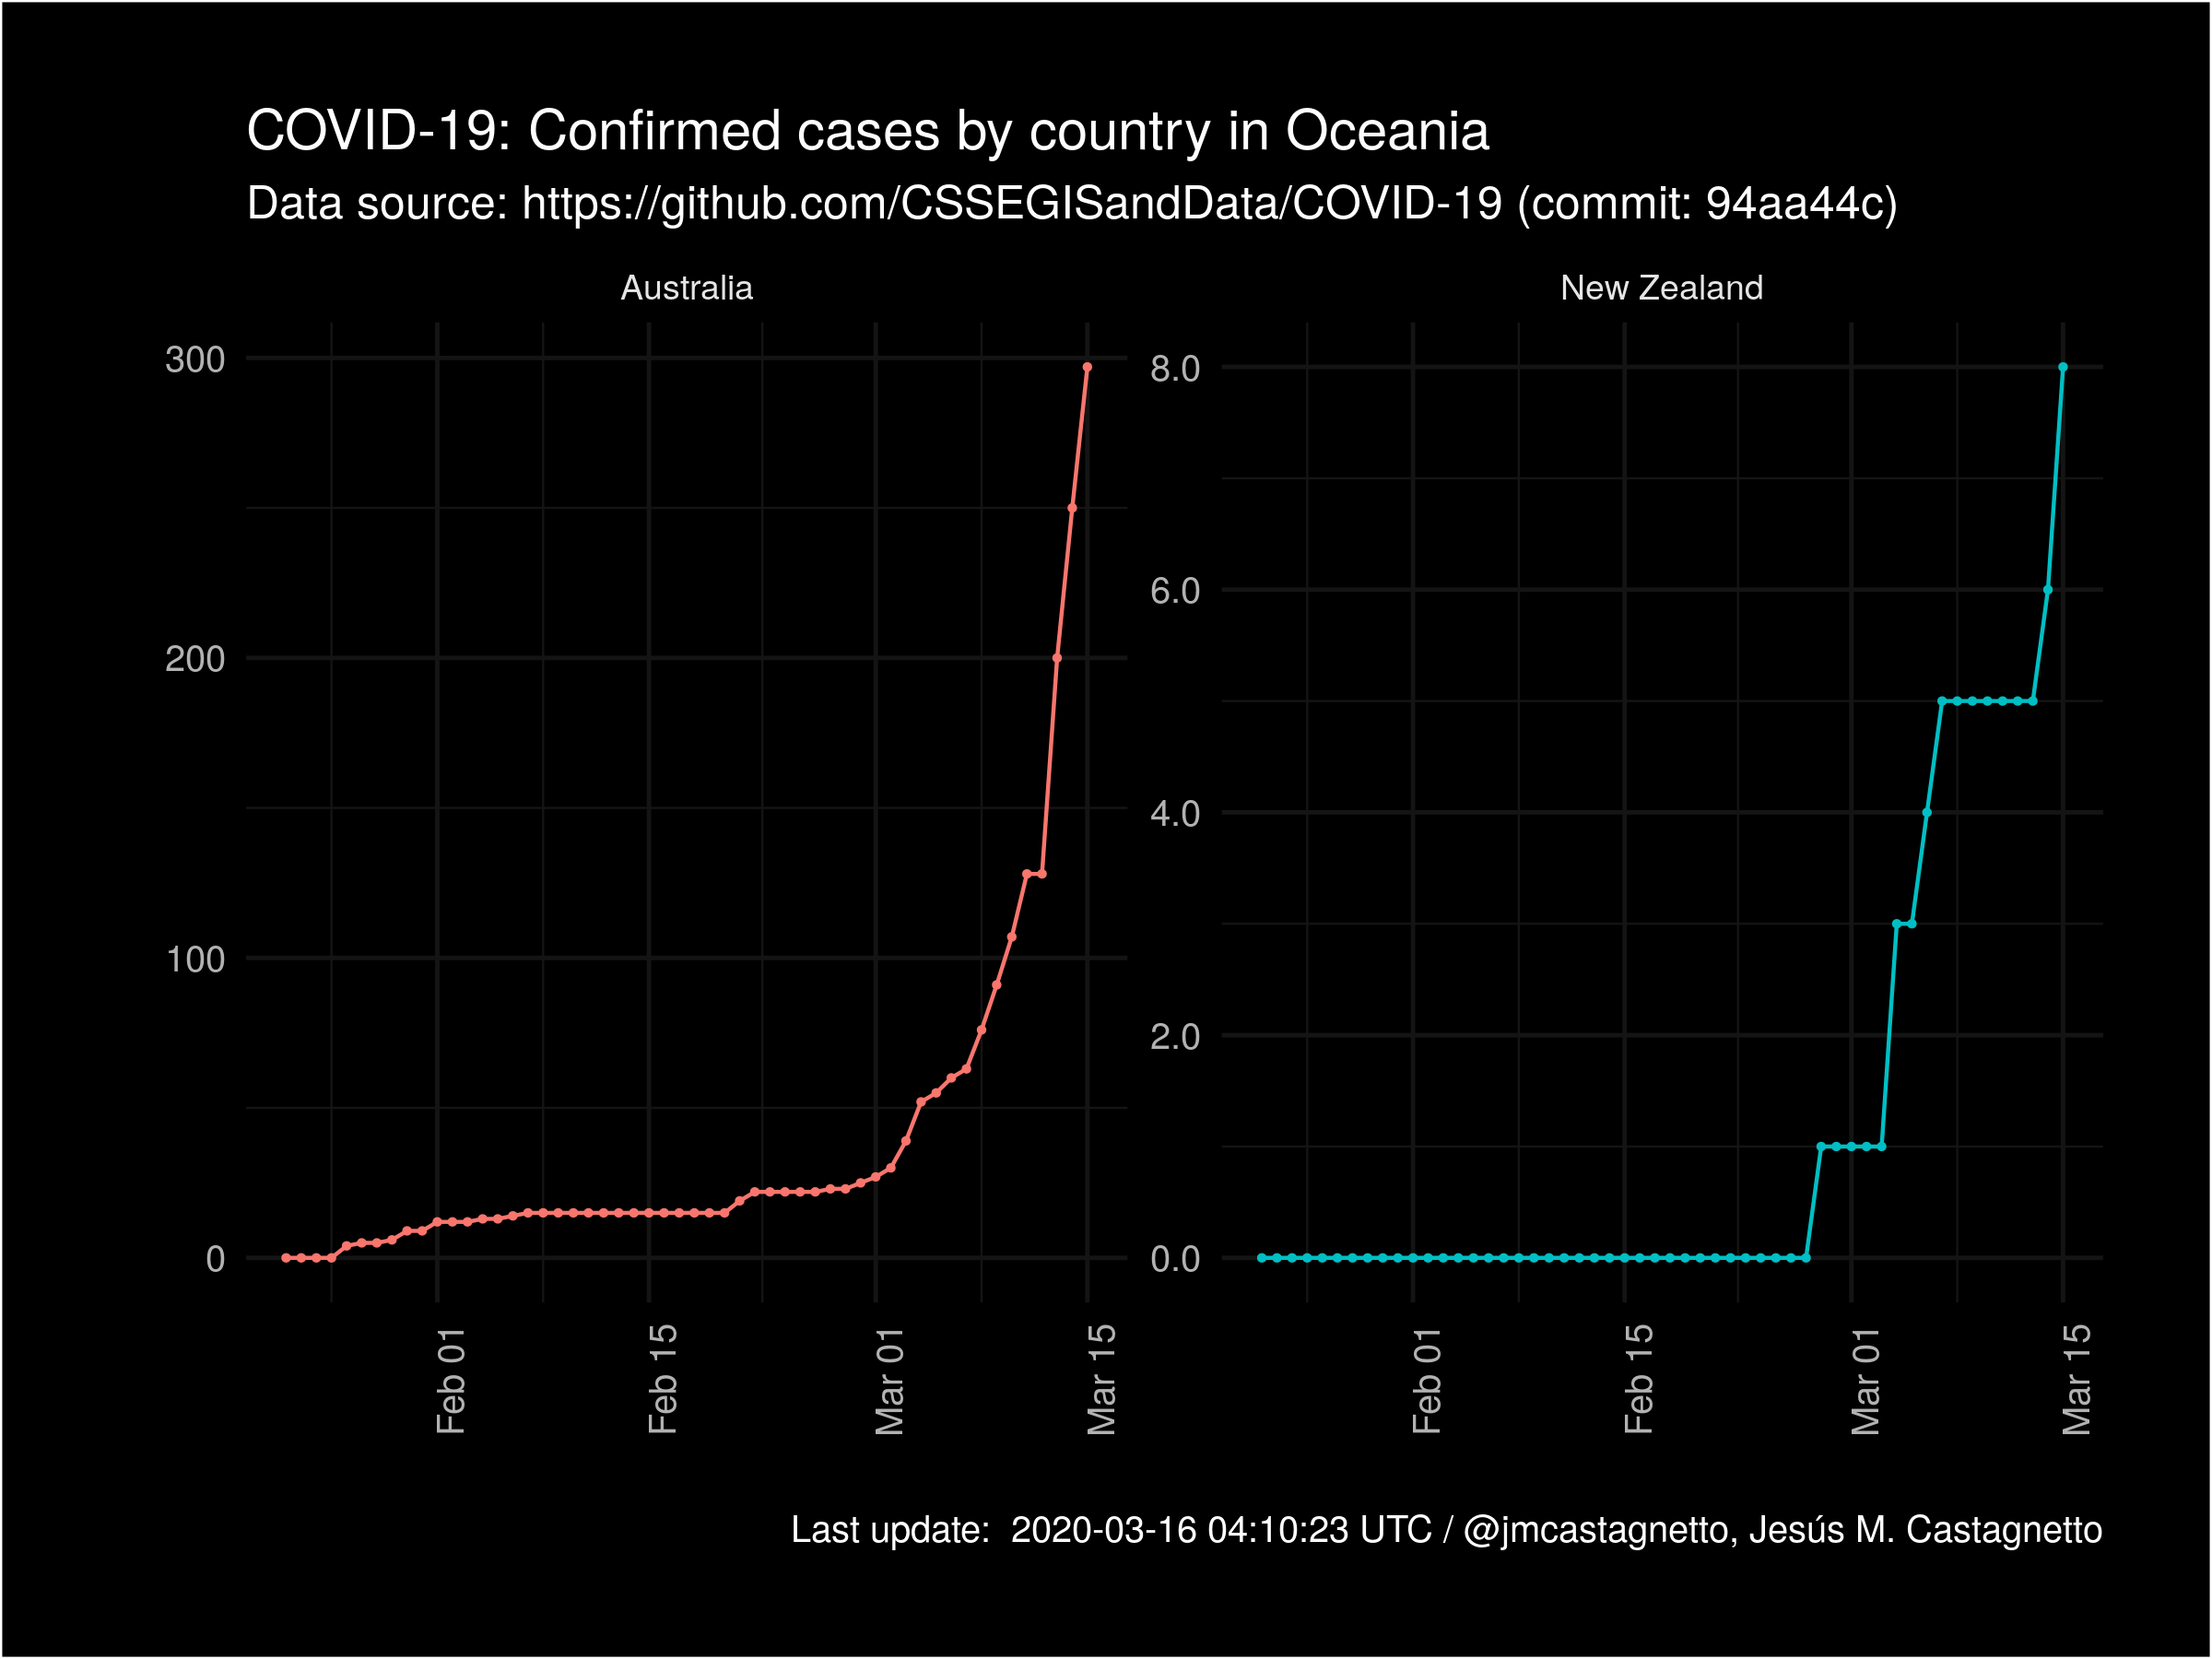 COVID-19: Confirmed cases by country in Oceania
Data source: https://github.com/CSSEGISandData/COVID-19 (commit: 94aa44c)
Australia
300
200
100
0
Feb 01
Feb 15
Mar 01
Mar 15
New Zealand
8.0
6.0
4.0
2.0
0.0
Feb 01
Feb 15
Mar 01
Mar 15
Last update:  2020-03-16 04:10:23 UTC / @jmcastagnetto, Jesús M. Castagnetto